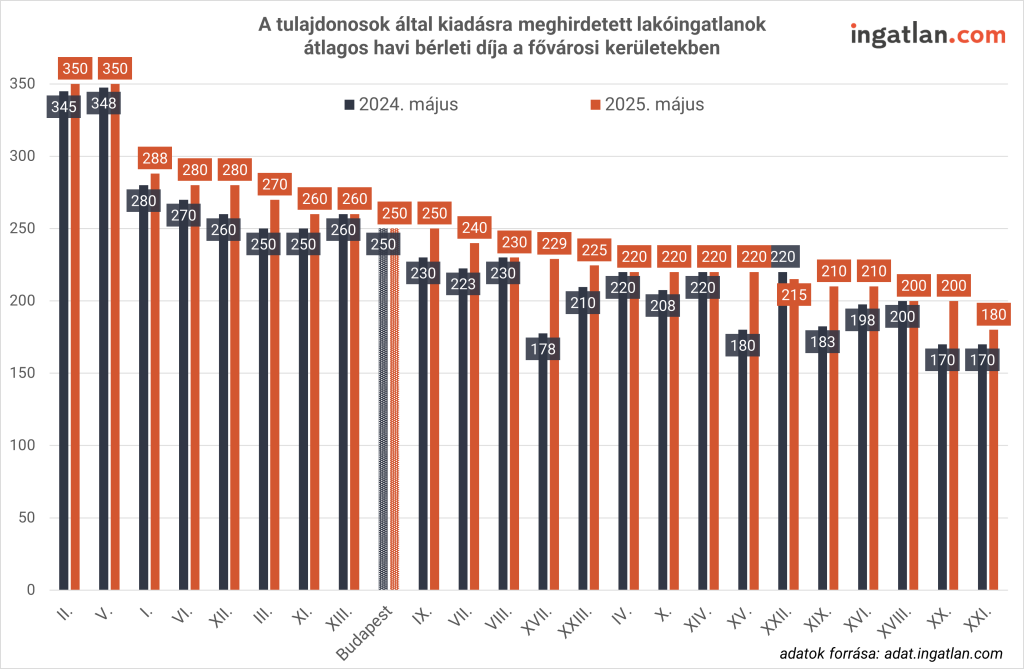 A tulajdonosok által kiadásra meghirdetett lakóingatlanok
átlagos havi bérleti díja a fővárosi kerületekben
ingatlan.com
2024. május
2025. május
350
300
250
200
150
100
50
0
345
350
348
350
280
288
270
280
260
280
250
270
250
260
260
260
250
250
230
250
223
240
230
230
178
229
210
225
220
220
208
220
220
220
180
220
220
215
183
210
198
210
200
200
170
200
170
180
II.
V.
I.
VI.
XII.
III.
XI.
XIII.
Budapest
IX.
VII.
VIII.
XVII.
XXIII.
IV.
X.
XIV.
XV.
XXII.
XIX.
XVI.
XVIII.
XX.
XXI.
adatok forrása: adat.ingatlan.com